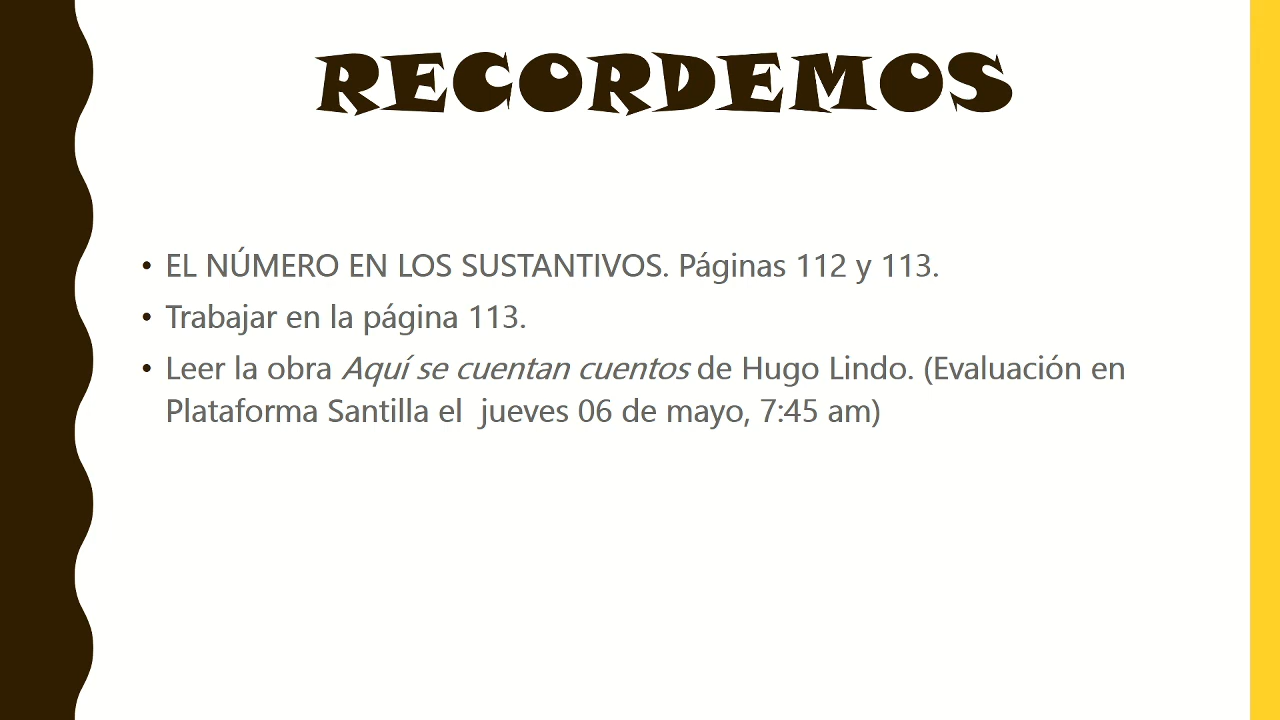 RECORDEMOS
• EL NÚMERO EN LOS SUSTANTIVOS. Páginas 112 y 113.
• Trabajar en la página 113.
• Leer la obra Aquí se cuentan cuentos de Hugo Lindo. (Evaluación en
Plataforma Santilla el  jueves 06 de mayo, 7:45 am)